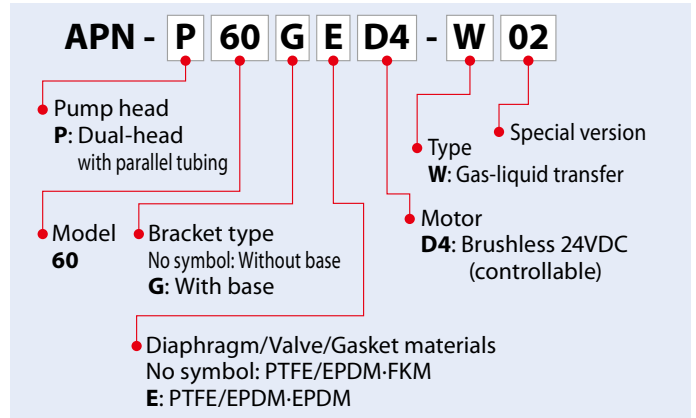 APN - P 60 G E D4 - W 02
Pump head
P: Dual-head
with parallel tubing
Special version
Type
W: Gas-liquid transfer
Motor
D4: Brushless 24VDC
(controllable)
Model
60
Bracket type
No symbol: Without base
G: With base
Diaphragm/Valve/Gasket materials
No symbol: PTFE/EPDM·FKM
E: PTFE/EPDM·EPDM